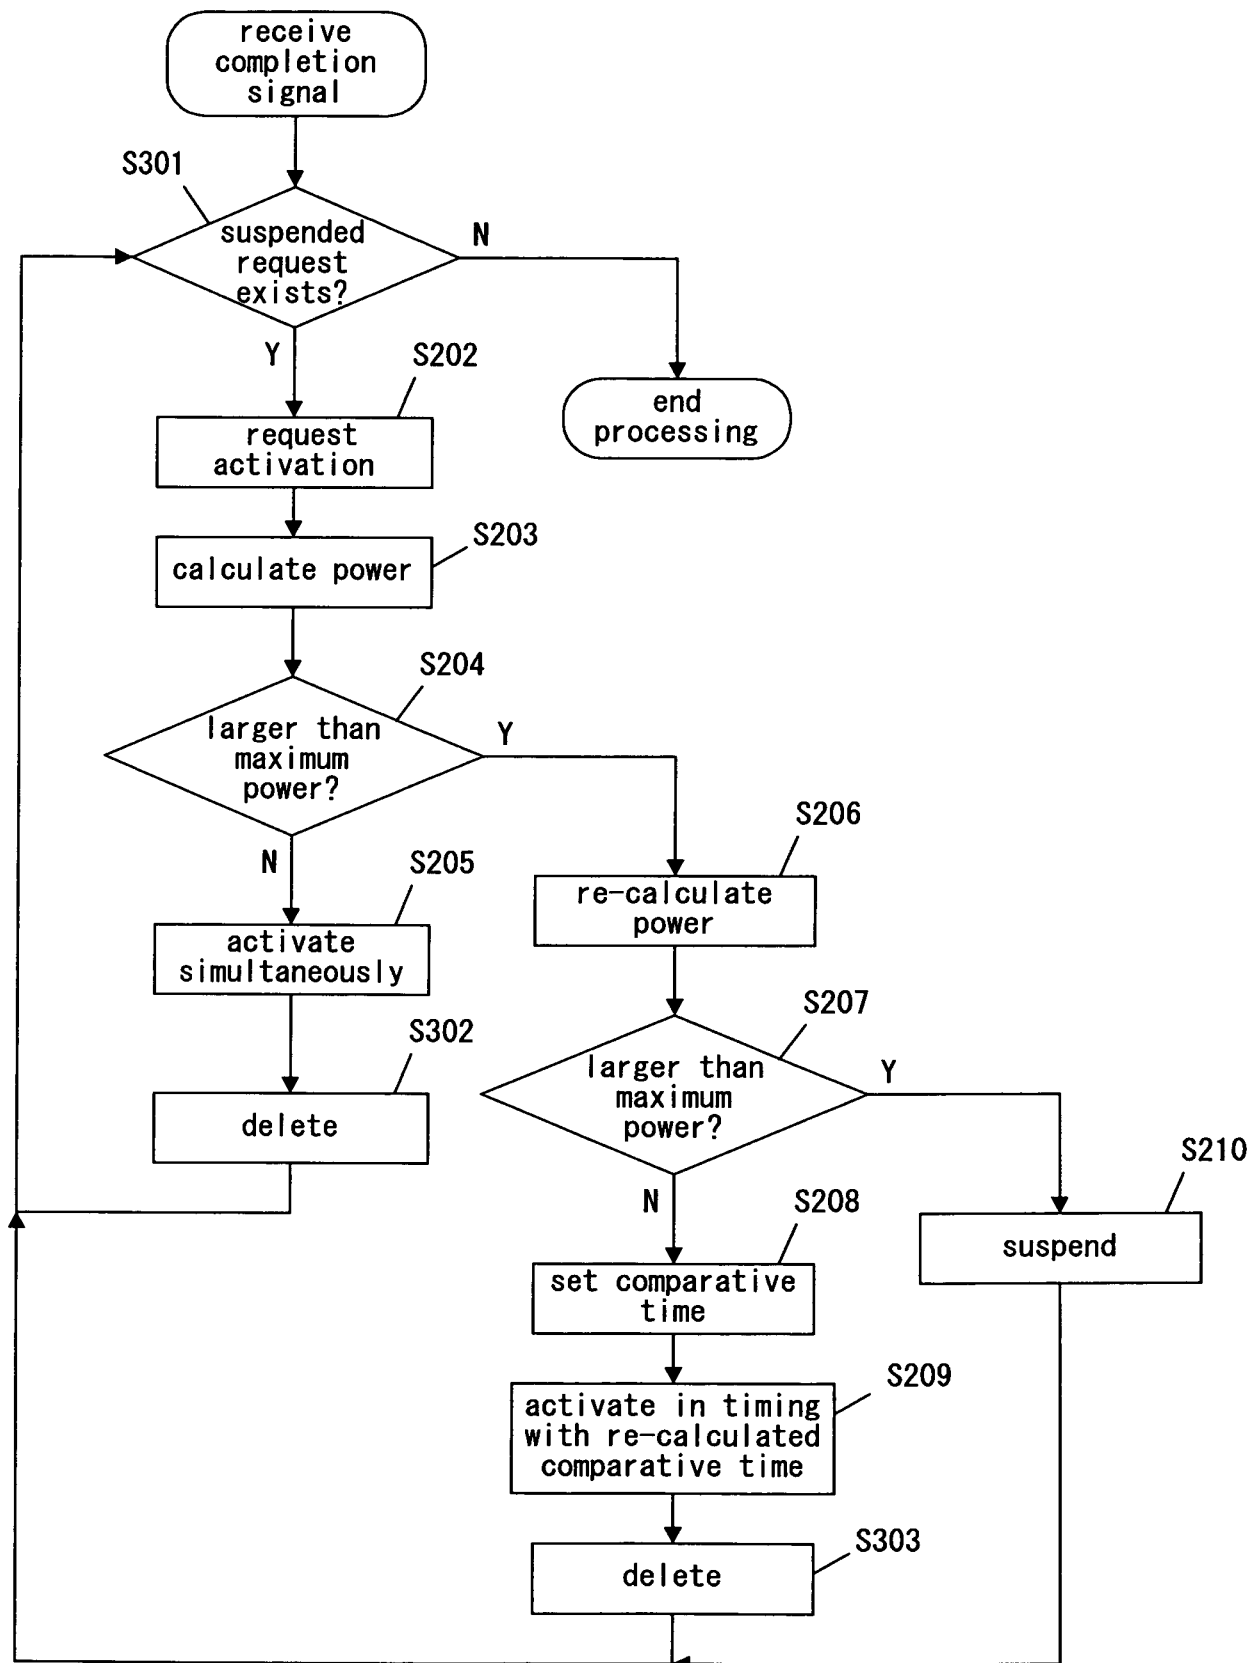 receive
completion
signal
S301
suspended
request
exists?
N
Y
S202
end
processing
request
activation
S203
calculate power
S204
larger than
maximum
power?
Y
N
S205
S206
re-calculate
power
activate
simultaneously
S302
S207
larger than
maximum
power?
Y
delete
N
S208
S210
suspend
set comparative
time
S209
activate in timing
with re-calculated
comparative time
S303
delete